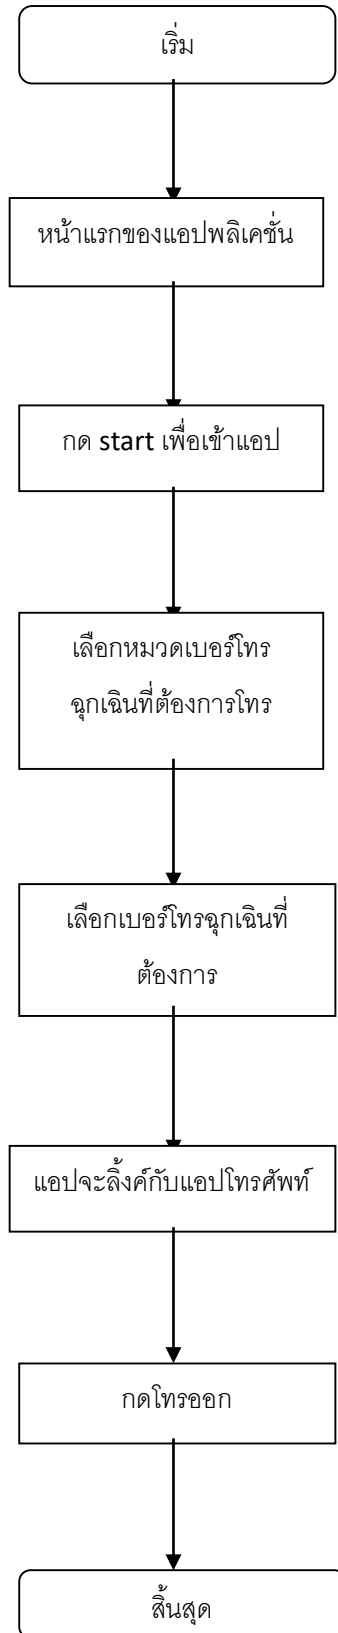 เริ่ม
หน้าแรกของแอปพลิเคชั่น
กด start เพื่อเข้าแอป
เลือกหมวดเบอร์โทร
ฉุกเฉินที่ต้องการโทร
เลือกเบอร์โทรฉุกเฉินที่
ต้องการ
แอปจะลิ้งค์กับแอปโทรศัพท์
กดโทรออก
สิ้นสุด